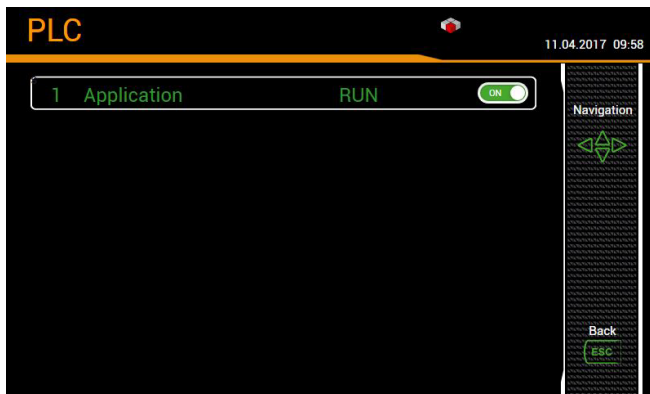 PLC
11.04.2017 09:58
1 Application RUN ON
Navigation
Back
ESC